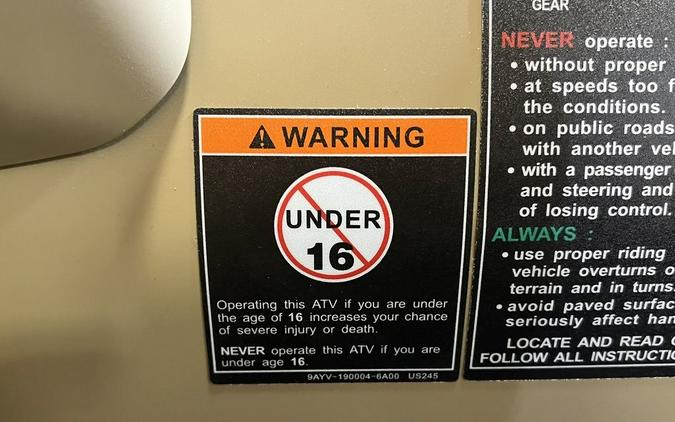 WARNING
UNDER
16
Operating this ATV if you are under
the age of 16 increases your chance
of severe injury or death.
NEVER operate this ATV if you are
under age 16.
9AYV-190004-6A00 US245
GEAR
NEVER operate :
• without proper
• at speeds too
the conditions.
• on public roads
with another
• with a passenger
and steering and
of losing control.
ALWAYS :
• use proper riding
vehicle overturns
terrain and in turns.
• avoid paved
seriously affect
LOCATE AND READ
FOLLOW ALL